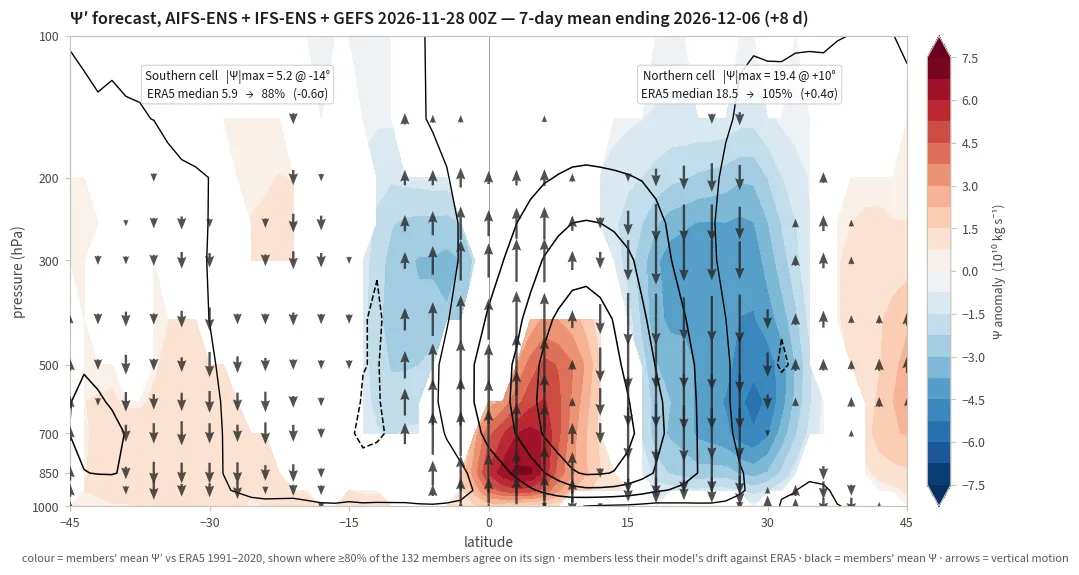 Ψ′ forecast, AIFS-ENS + IFS-ENS + GEFS 2026-11-28 00Z — 7-day mean ending 2026-12-06 (+8 d)
Southern cell |Ψ|max = 5.2 @ -14°
ERA5 median 5.9 → 88% (-0.6σ)
Northern cell |Ψ|max = 19.4 @ +10°
ERA5 median 18.5 → 105% (+0.4σ)
100
200
300
400
500
700
850
1000
pressure (hPa)
−45
−30
−15
0
15
30
45
latitude
7.5
6.0
4.5
3.0
1.5
0.0
−1.5
−3.0
−4.5
−6.0
−7.5
Ψ anomaly (10¹⁰ kg s⁻¹)
colour = members' mean Ψ′ vs ERA5 1991–2020, shown where ≥80% of the 132 members agree on its sign · members less their model's drift against ERA5 · black = members' mean Ψ · arrows = vertical motion